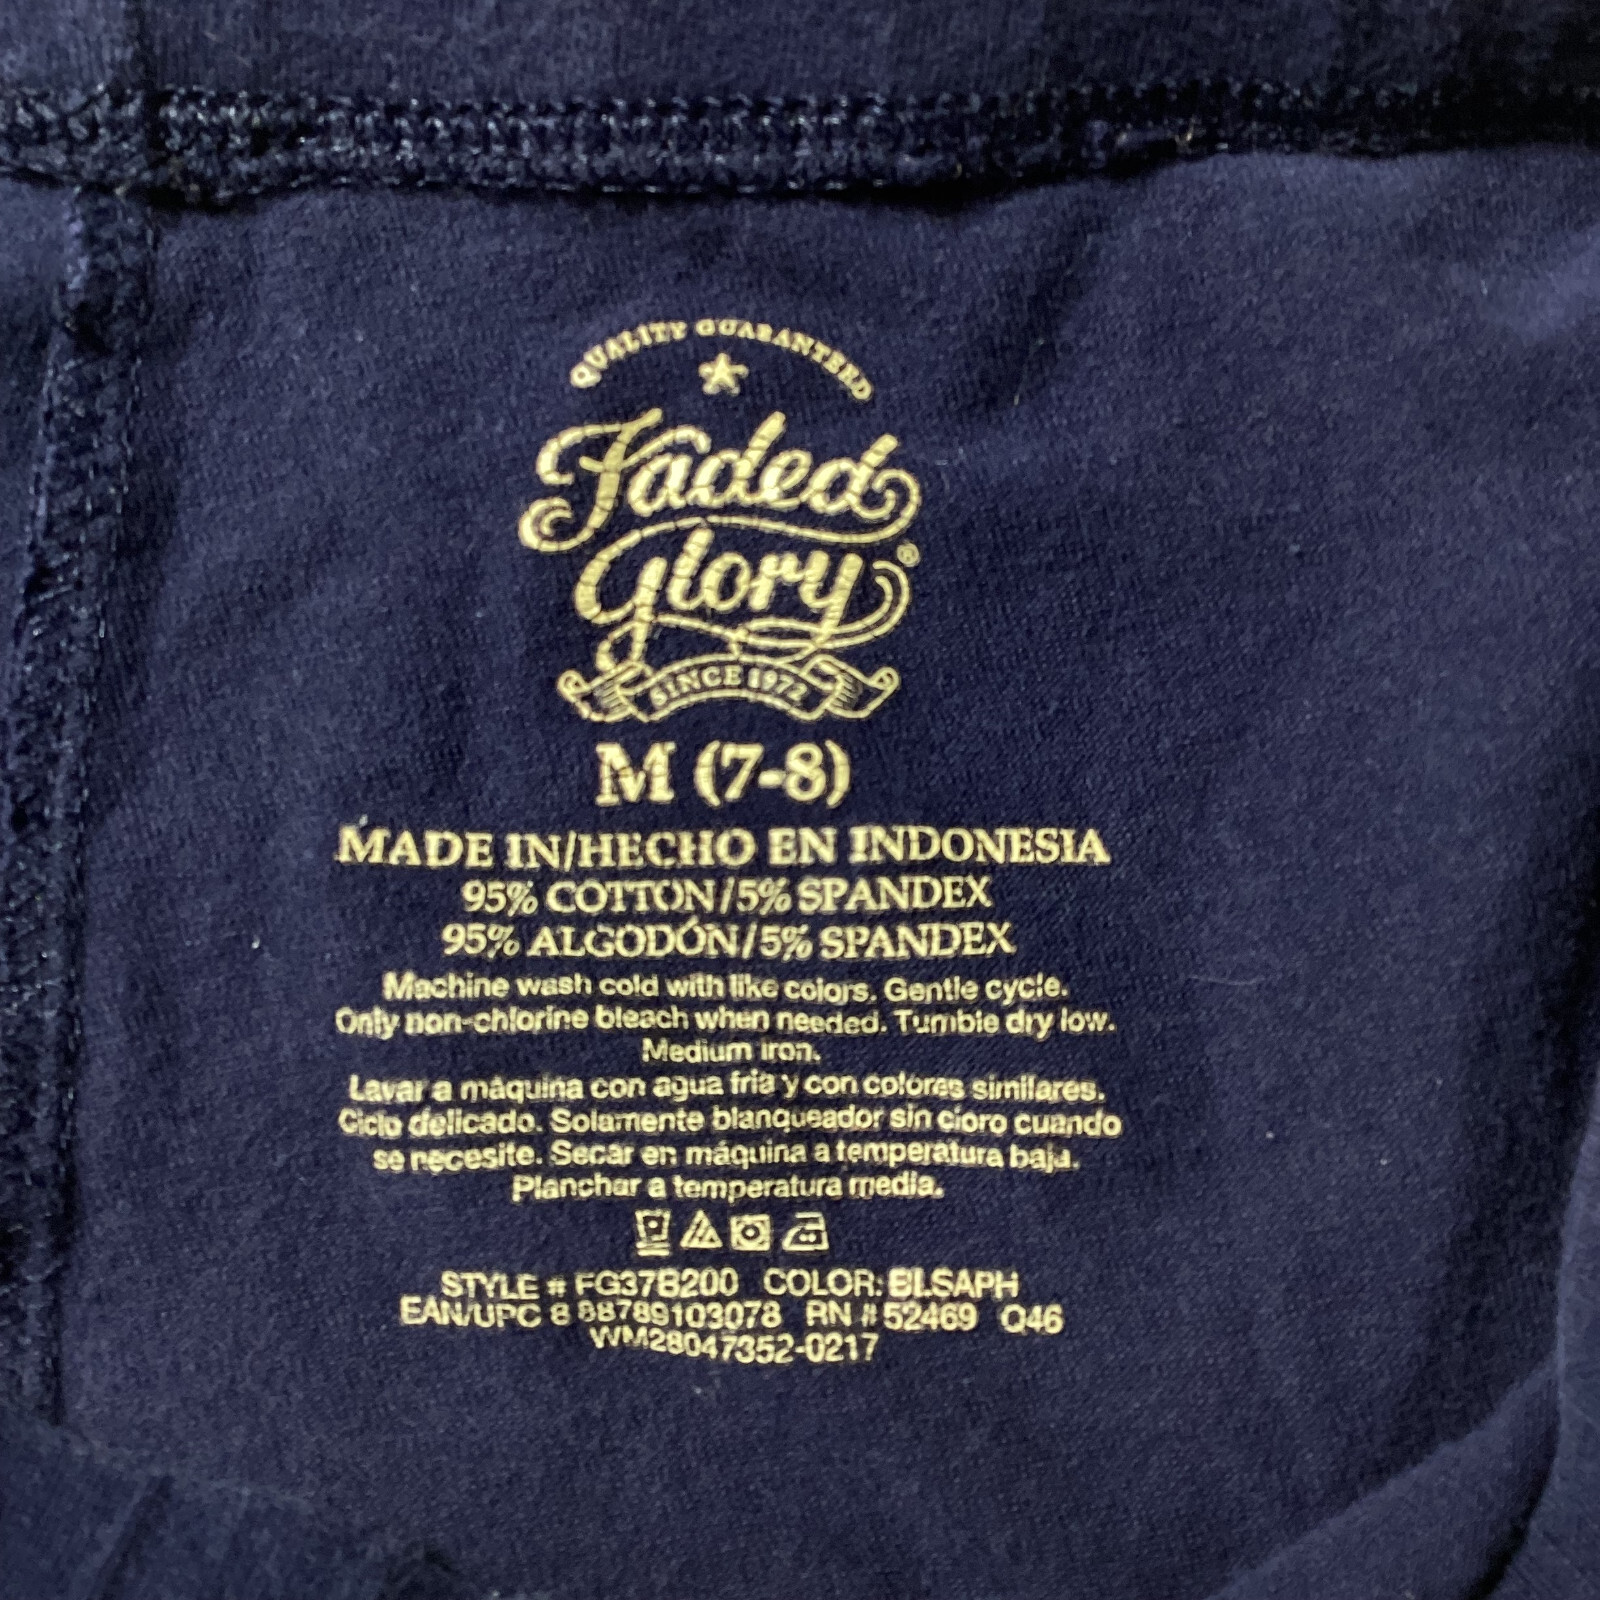 QUALITY GUARANTEED
Faded
Glory®
SINCE 1972
M (7-8)
MADE IN/HECHO EN INDONESIA
95% COTTON/5% SPANDEX
95% ALGODÓN/5% SPANDEX
Machine wash cold with like colors. Gentle cycle.
Only non-chlorine bleach when needed. Tumble dry low.
Medium iron.
Lavar a máquina con agua fria y con colores similares.
Ciclo delicado. Solamente blanqueador sin cloro cuando
se necesite. Secar en máquina a temperatura baja.
Planchar a temperatura media.
STYLE # FG37B200 COLOR: BLSAPH
EAN/UPC 8 88789103078 RN # 52469 Q46
WM28047352-0217